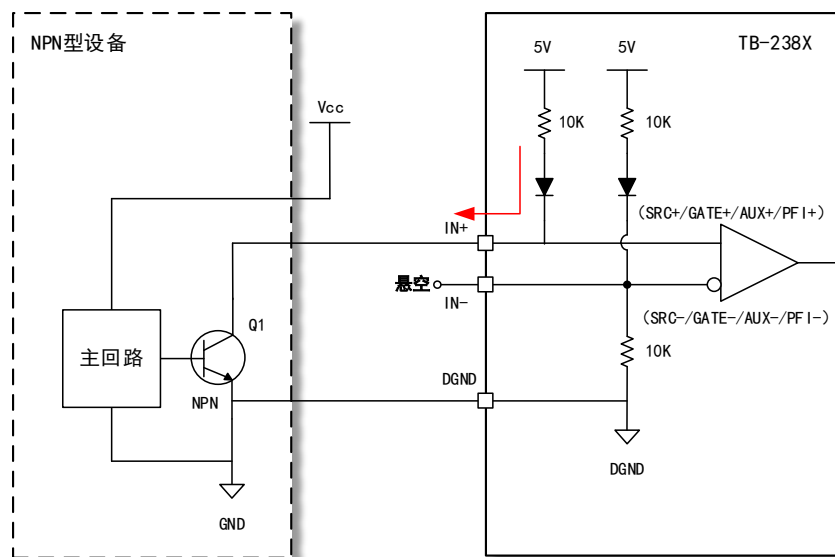 NPN型设备
TB-238X
5V
5V
Vcc
10K
10K
(SRC+/GATE+/AUX+/PFI+)
IN+
悬空
IN-
(SRC-/GATE-/AUX-/PFI-)
Q1
主回路
10K
DGND
NPN
DGND
GND